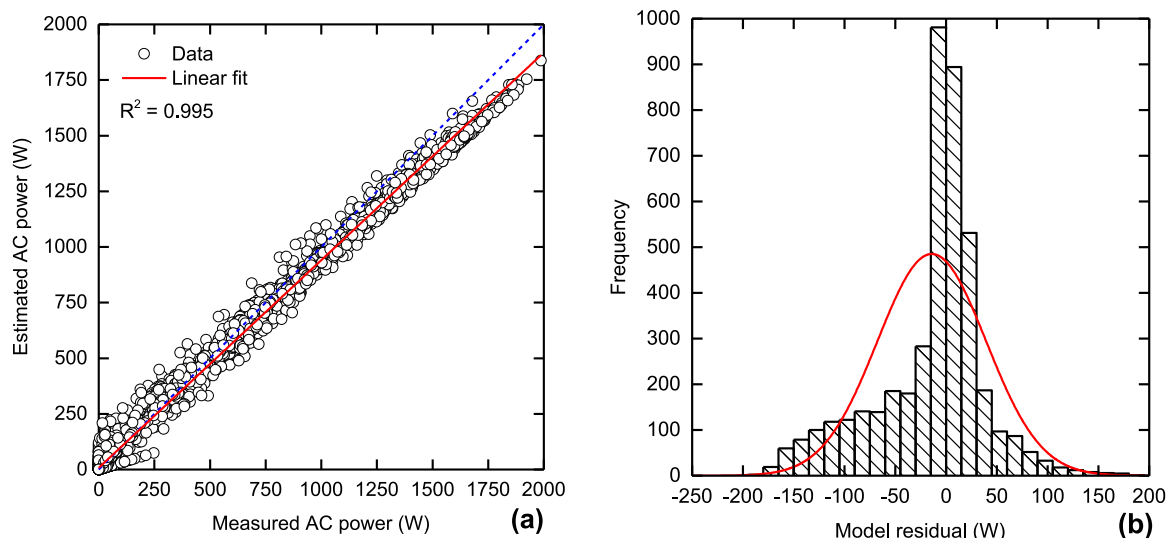 2000
1750
1500
1250
1000
750
500
250
0
Estimated AC power (W)
Data
Linear fit
R² = 0.995
0 250 500 750 1000 1250 1500 1750 2000
Measured AC power (W)
(a)
1000
900
800
700
600
500
400
300
200
100
0
Frequency
-250 -200 -150 -100 -50 0 50 100 150 200
Model residual (W)
(b)